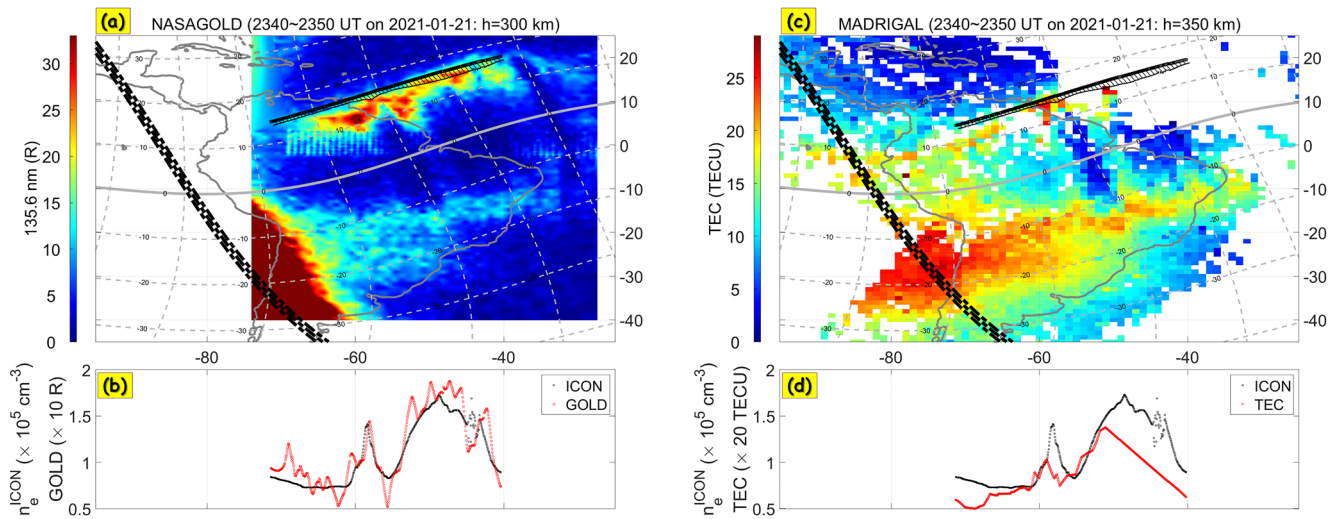 (a)
NASAGOLD (2340~2350 UT on 2021-01-21: h=300 km)
135.6 nm (R)
30
25
20
15
10
5
0
20
10
0
-10
-20
-30
-40
-80
-60
-40
(c)
MADRIGAL (2340~2350 UT on 2021-01-21: h=350 km)
TEC (TECU)
25
20
15
10
5
0
20
10
0
-10
-20
-30
-40
-80
-60
-40
(b)
n_e^ICON (× 10^5 cm^-3)
GOLD (× 10 R)
2
1.5
1
0.5
ICON
GOLD
-80
-60
-40
(d)
n_e^ICON (× 10^5 cm^-3)
TEC (× 20 TECU)
2
1.5
1
0.5
ICON
TEC